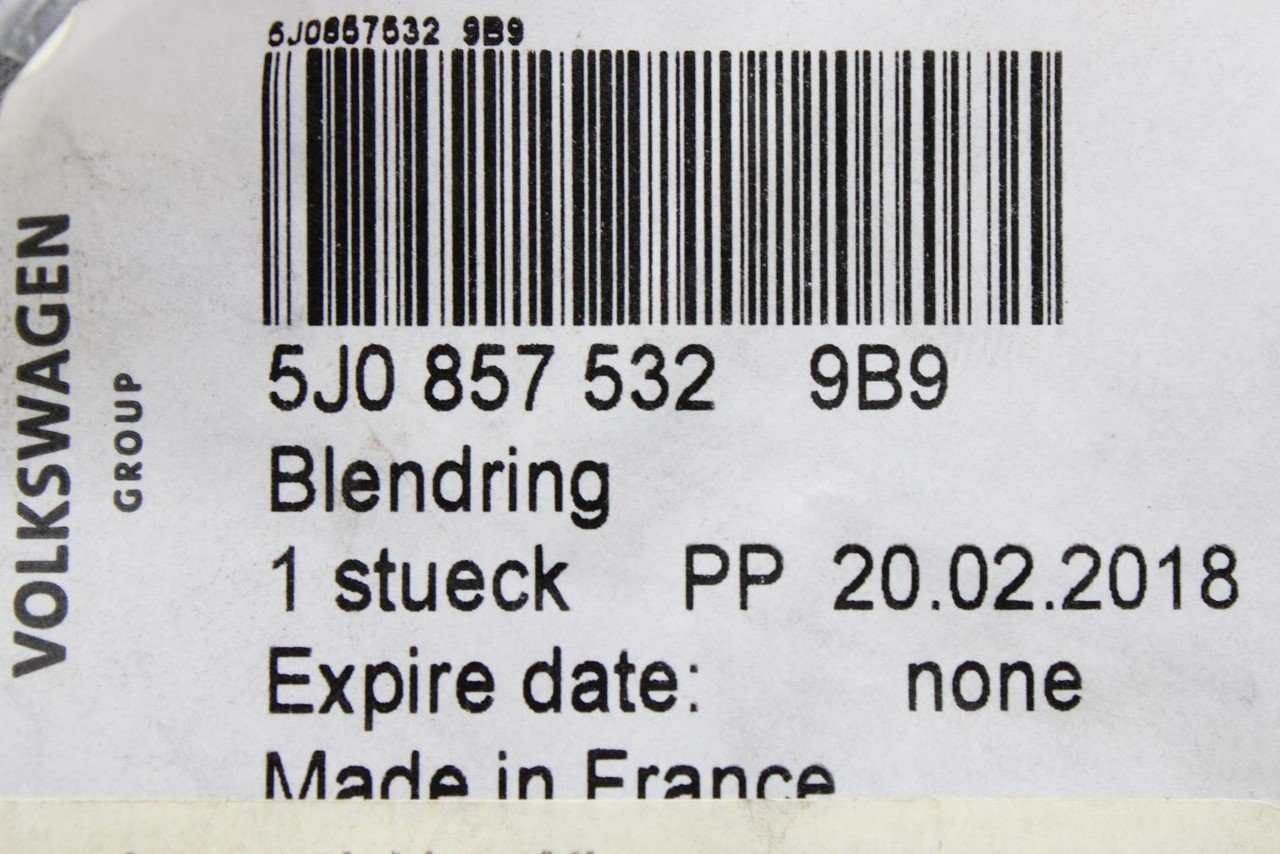 5J0857532 9B9
5J0 857 532 9B9
Blendring
1 stueck PP 20.02.2018
Expire date: none
Made in France
VOLKSWAGEN
GROUP